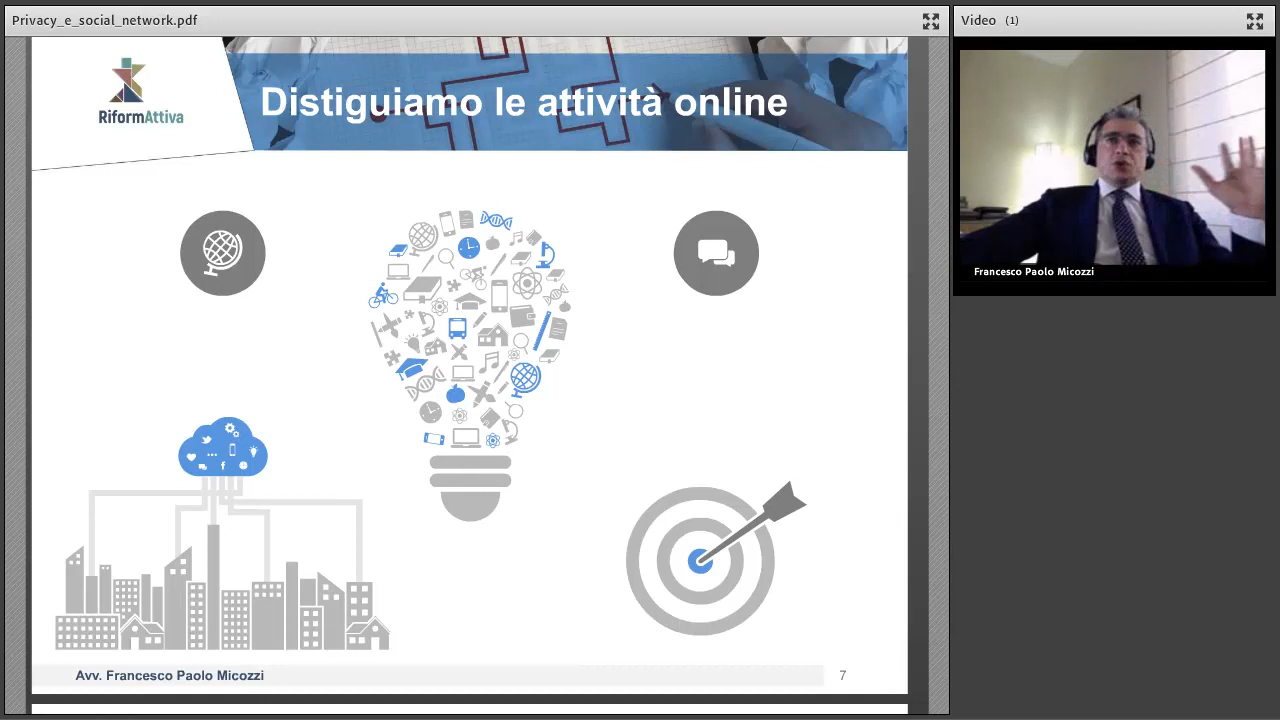 Privacy_e_social_network.pdf
Video (1)
RiformAttiva
Distiguiamo le attività online
Francesco Paolo Micozzi
Avv. Francesco Paolo Micozzi
7